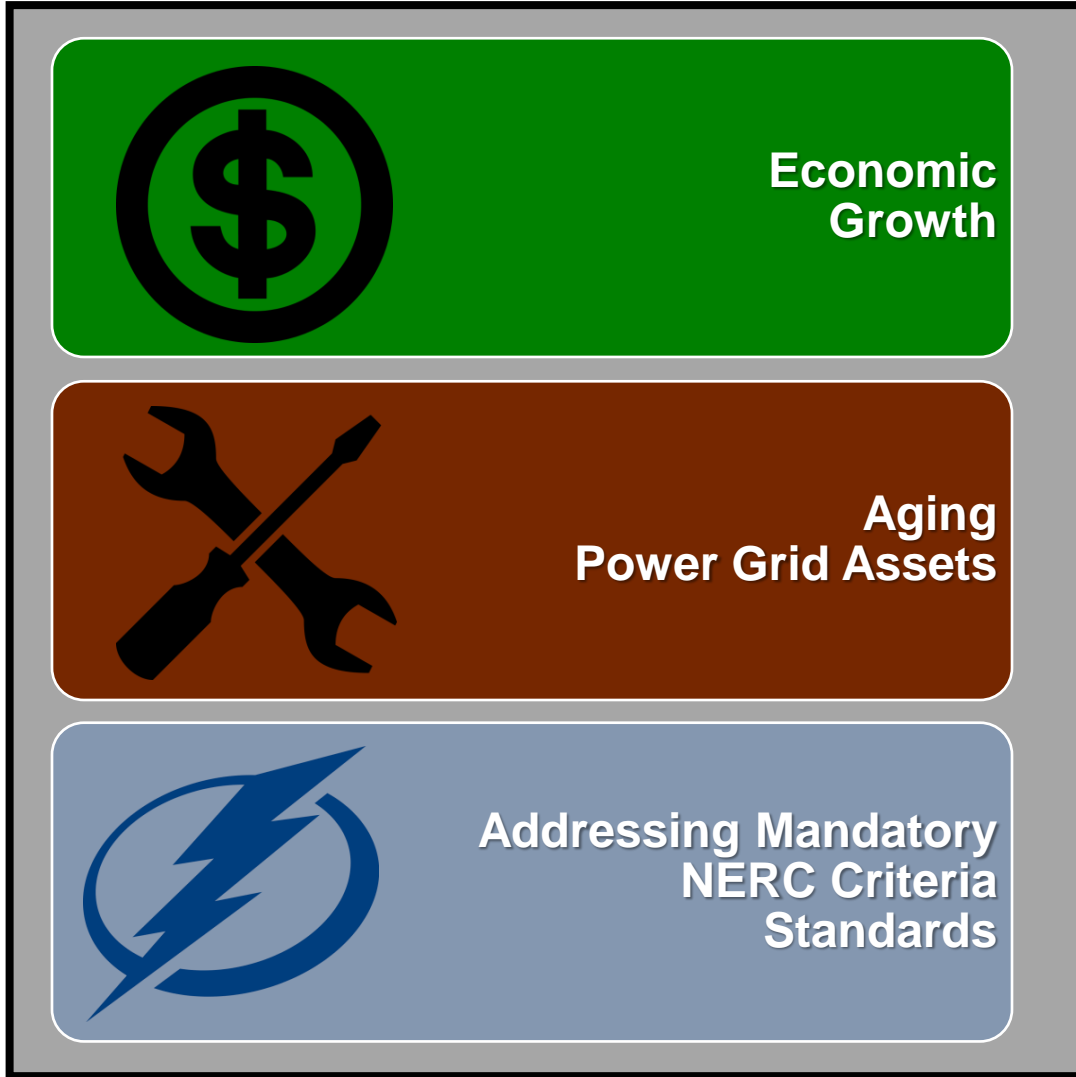 Economic
Growth
Aging
Power Grid Assets
Addressing Mandatory
NERC Criteria
Standards